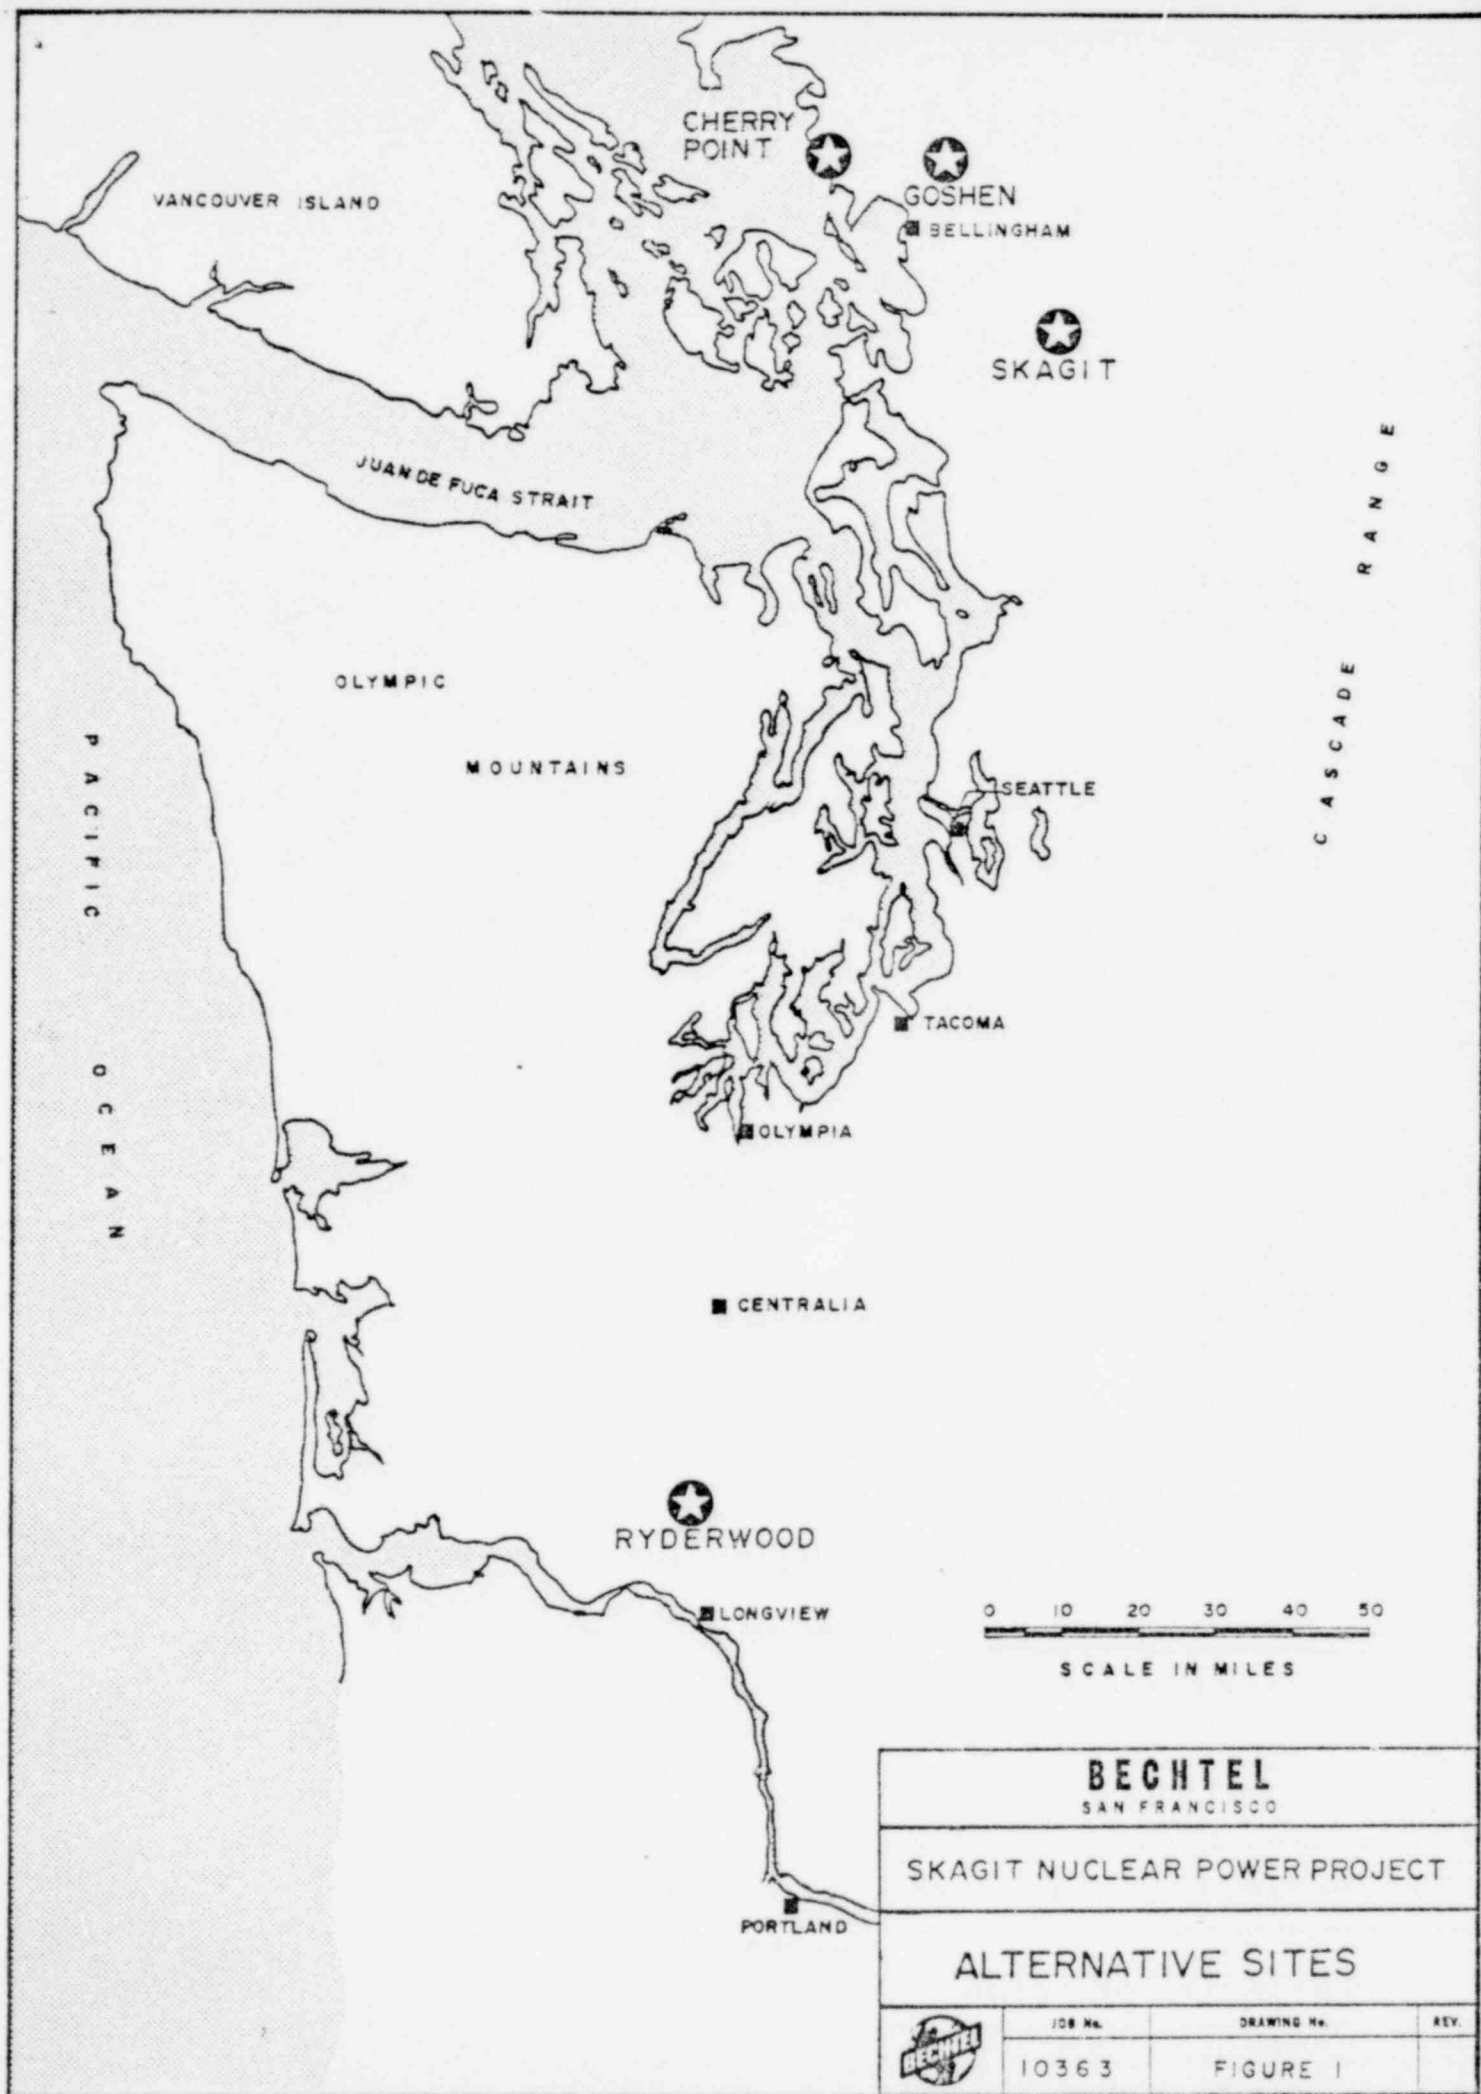 CHERRY
POINT
GOSHEN
VANCOUVER ISLAND
BELLINGHAM
SKAGIT
JUAN DE FUCA STRAIT
CASCADE RANGE
OLYMPIC
MOUNTAINS
SEATTLE
PACIFIC OCEAN
TACOMA
OLYMPIA
CENTRALIA
RYDERWOOD
LONGVIEW
0 10 20 30 40 50
SCALE IN MILES
PORTLAND
BECHTEL
SAN FRANCISCO
SKAGIT NUCLEAR POWER PROJECT
ALTERNATIVE SITES
BECHTEL
JOB No. DRAWING No. REV.
10363 FIGURE 1